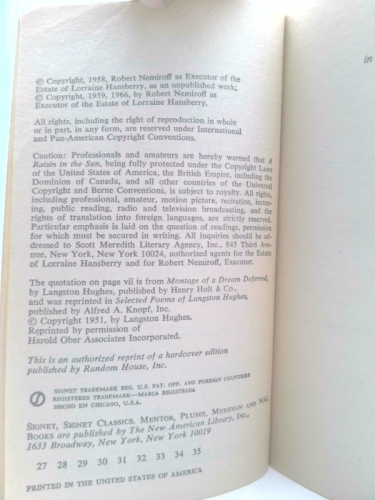 © Copyright, 1958, Robert Nemiroff as Executor of the
Estate of Lorraine Hansberry, as an unpublished work;
© Copyright, 1959, 1966, by Robert Nemiroff as
Executor of the Estate of Lorraine Hansberry.
All rights, including the right of reproduction in whole
or in part, in any form, are reserved under International
and Pan-American Copyright Conventions.
Caution: Professionals and amateurs are hereby warned that A
Raisin in the Sun, being fully protected under the Copyright Laws
of the United States of America, the British Empire, including the
Dominion of Canada, and all other countries of the Universal
Copyright and Berne Conventions, is subject to royalty. All rights,
including professional, amateur, motion picture, recitation, lectur-
ing, public reading, radio and television broadcasting, and the
rights of translation into foreign languages, are strictly reserved.
Particular emphasis is laid on the question of readings, permission
for which must be secured in writing. All inquiries should be ad-
dressed to Scott Meredith Literary Agency, Inc., 845 Third Ave-
nue, New York, New York 10024, authorized agents for the Estate
of Lorraine Hansberry and for Robert Nemiroff, Executor.
The quotation on page vii is from Montage of a Dream Deferred,
by Langston Hughes, published by Henry Holt & Co.,
and was reprinted in Selected Poems of Langston Hughes,
published by Alfred A. Knopf, Inc.
© Copyright 1951, by Langston Hughes.
Reprinted by permission of
Harold Ober Associates Incorporated.
This is an authorized reprint of a hardcover edition
published by Random House, Inc.
SIGNET TRADEMARK REG. U.S. PAT. OFF. AND FOREIGN COUNTRIES
REGISTERED TRADEMARK—MARCA REGISTRADA
HECHO EN CHICAGO, U.S.A.
SIGNET, SIGNET CLASSICS, MENTOR, PLUME, MERIDIAN AND NAL
BOOKS are published by The New American Library, Inc.,
1633 Broadway, New York, New York 10019
27 28 29 30 31 32 33 34 35
PRINTED IN THE UNITED STATES OF AMERICA
in